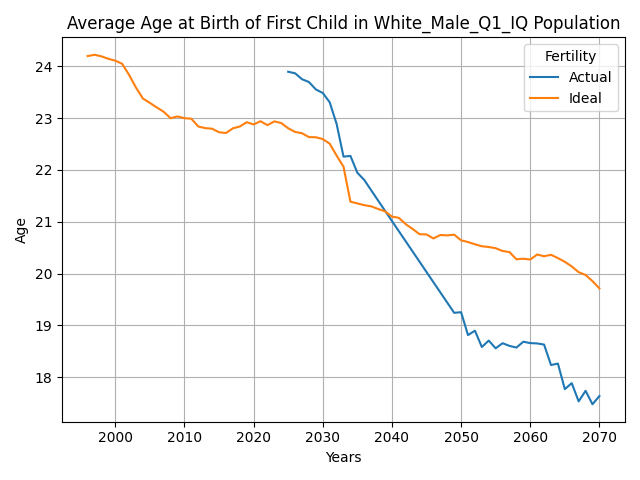 Average Age at Birth of First Child in White_Male_Q1_IQ Population
Fertility
Actual
Ideal
Age
24
23
22
21
20
19
18
2000 2010 2020 2030 2040 2050 2060 2070
Years